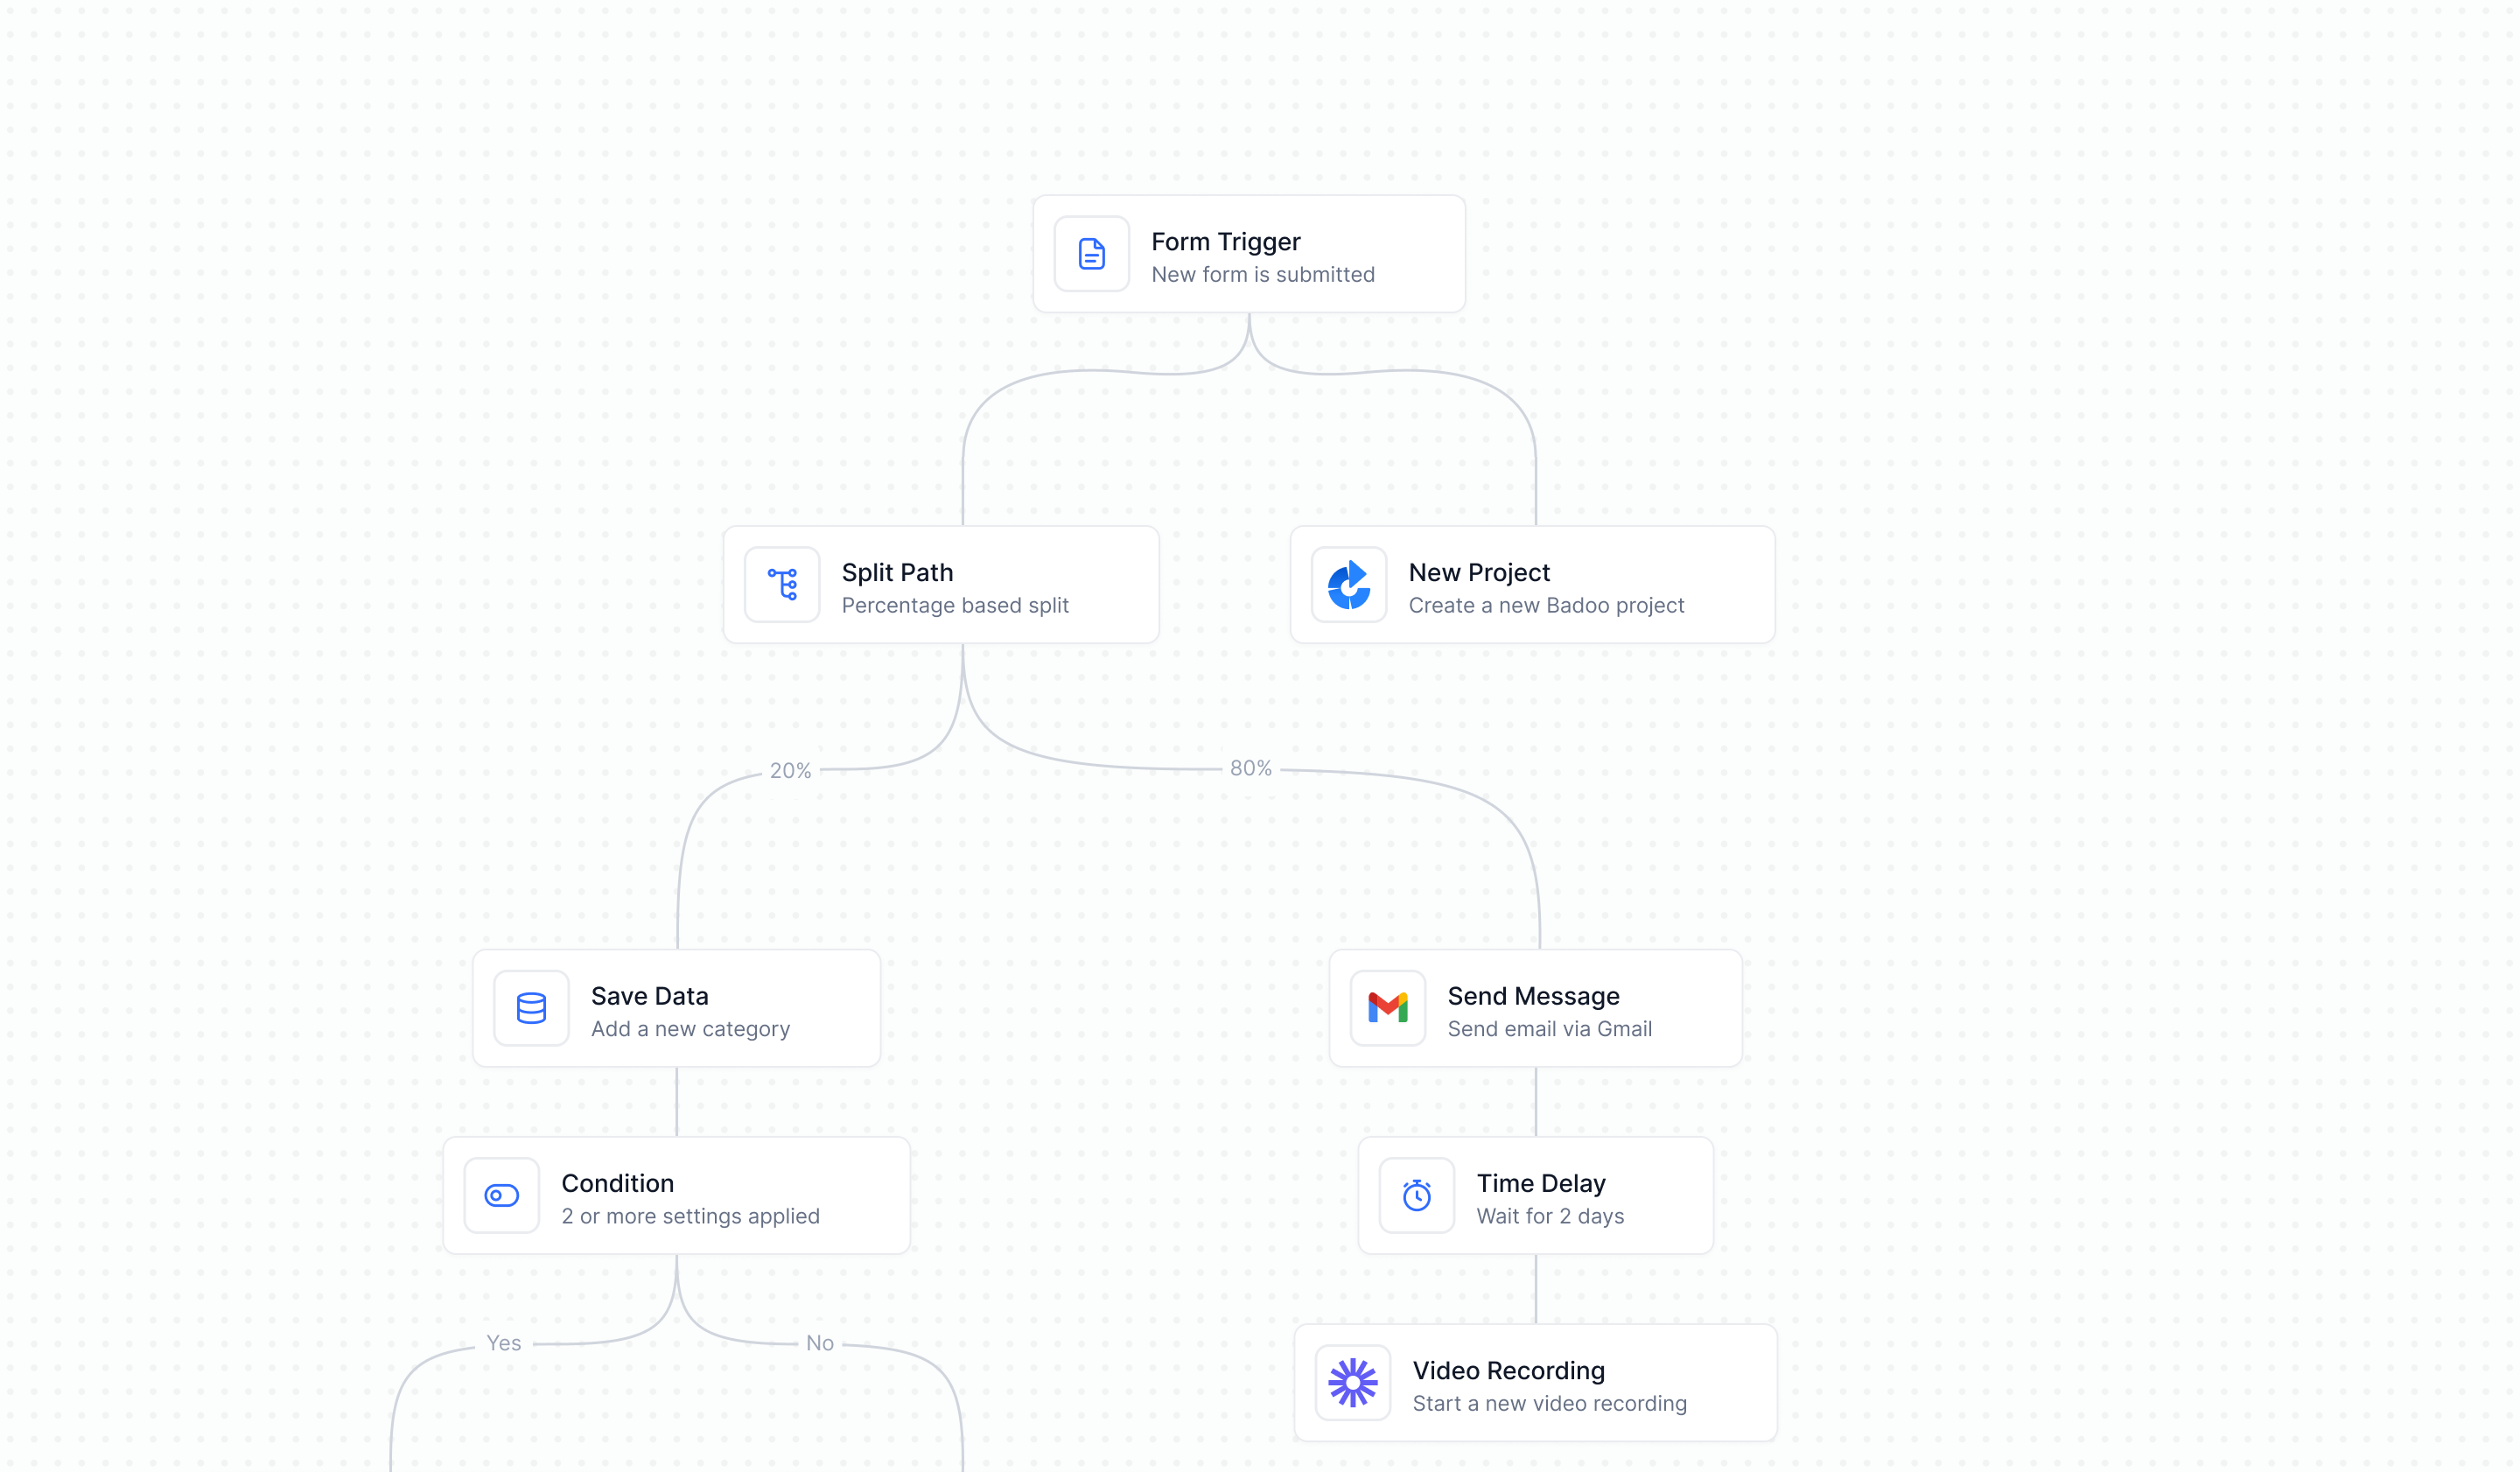 Form Trigger
New form is submitted
Split Path
Percentage based split
New Project
Create a new Badoo project
20%
80%
Save Data
Add a new category
Send Message
Send email via Gmail
Condition
2 or more settings applied
Time Delay
Wait for 2 days
Yes
No
Video Recording
Start a new video recording